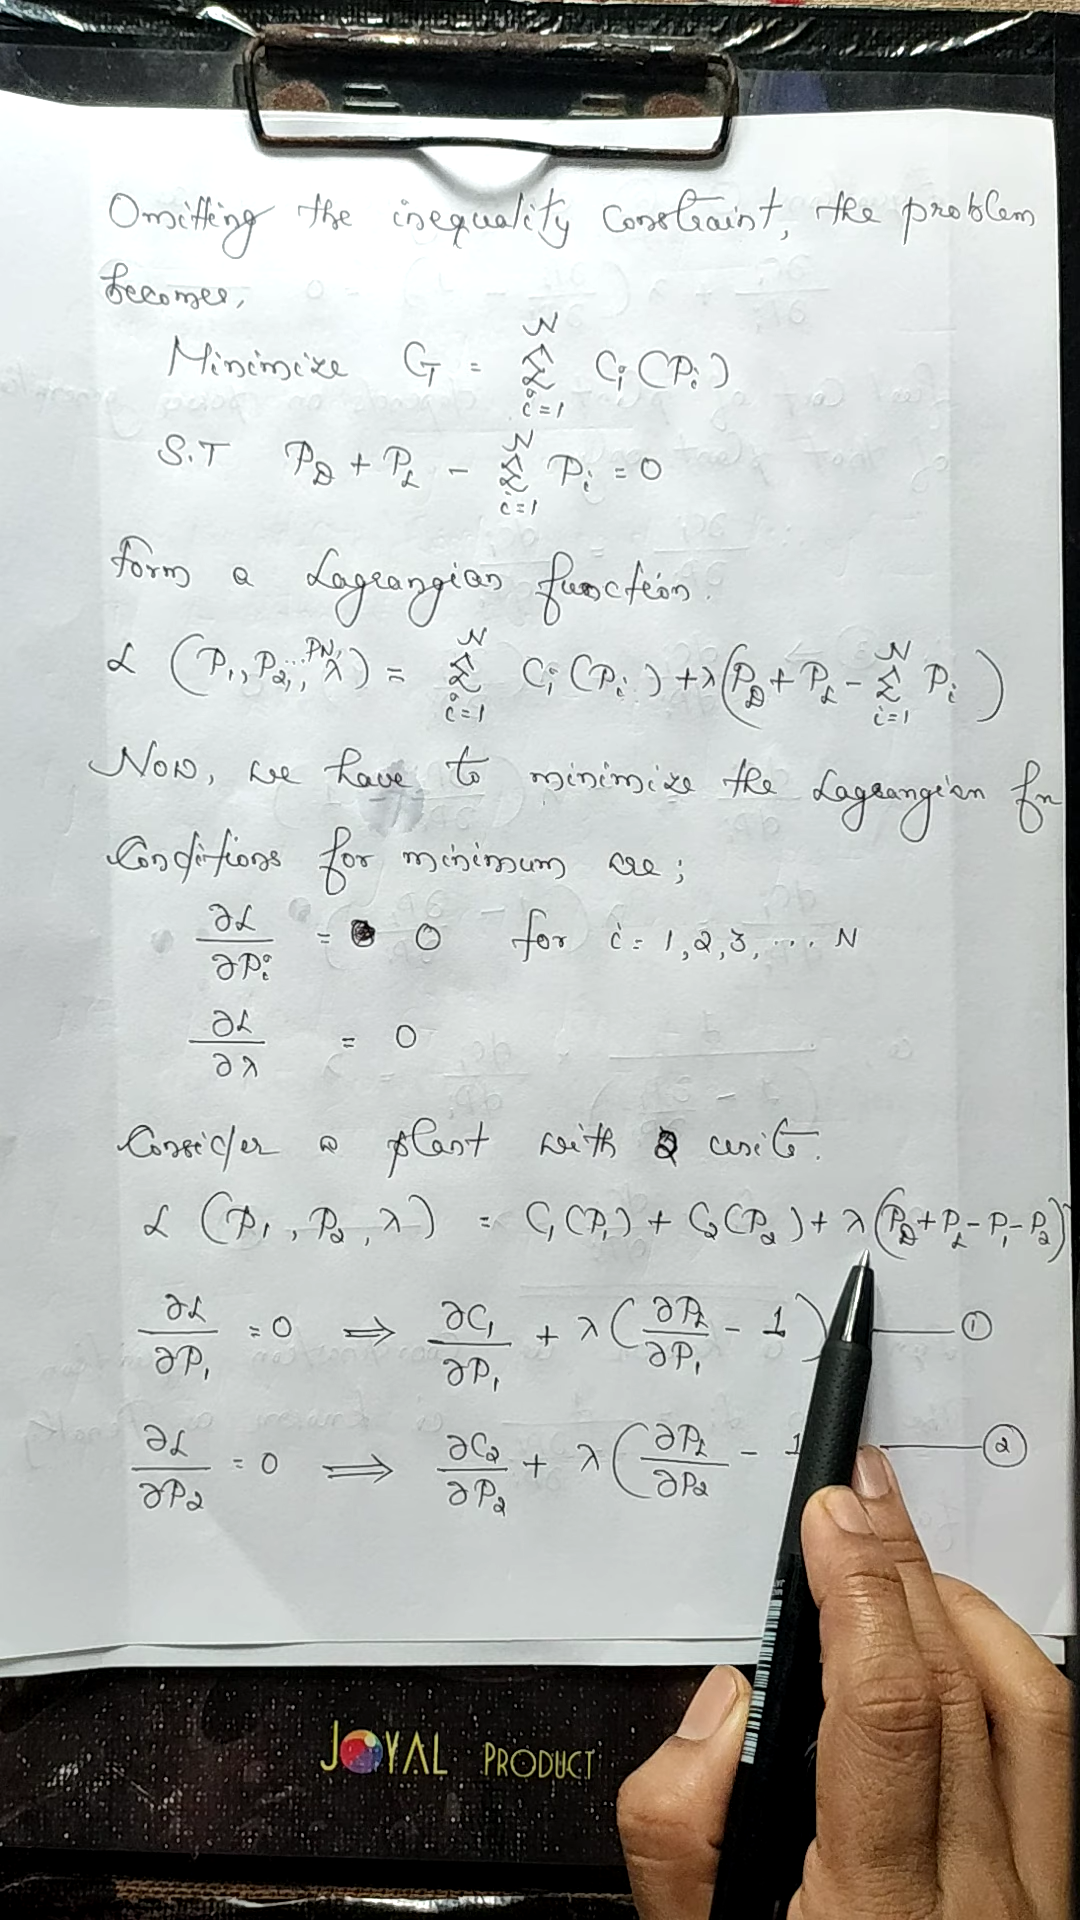 Omitting the inequality constraint, the problem
becomes,
Minimize C_T = Σ_{i=1}^{N} C_i (P_i)
S.T P_D + P_L - Σ_{i=1}^{N} P_i = 0
Form a Lagrangian function.
L (P_1, P_2, ... P_N, λ) = Σ_{i=1}^{N} C_i (P_i) + λ(P_D + P_L - Σ_{i=1}^{N} P_i)
Now, we have to minimize the Lagrangian fn
Conditions for minimum are;
∂L/∂P_i = 0 for i = 1, 2, 3, ... N
∂L/∂λ = 0
Consider a plant with 2 units.
L (P_1, P_2, λ) = C_1(P_1) + C_2(P_2) + λ(P_D + P_L - P_1 - P_2)
∂L/∂P_1 = 0 ⟹ ∂C_1/∂P_1 + λ(∂P_L/∂P_1 - 1) —— ①
∂L/∂P_2 = 0 ⟹ ∂C_2/∂P_2 + λ(∂P_L/∂P_2 - 1 —— ②
JOYAL PRODUCT